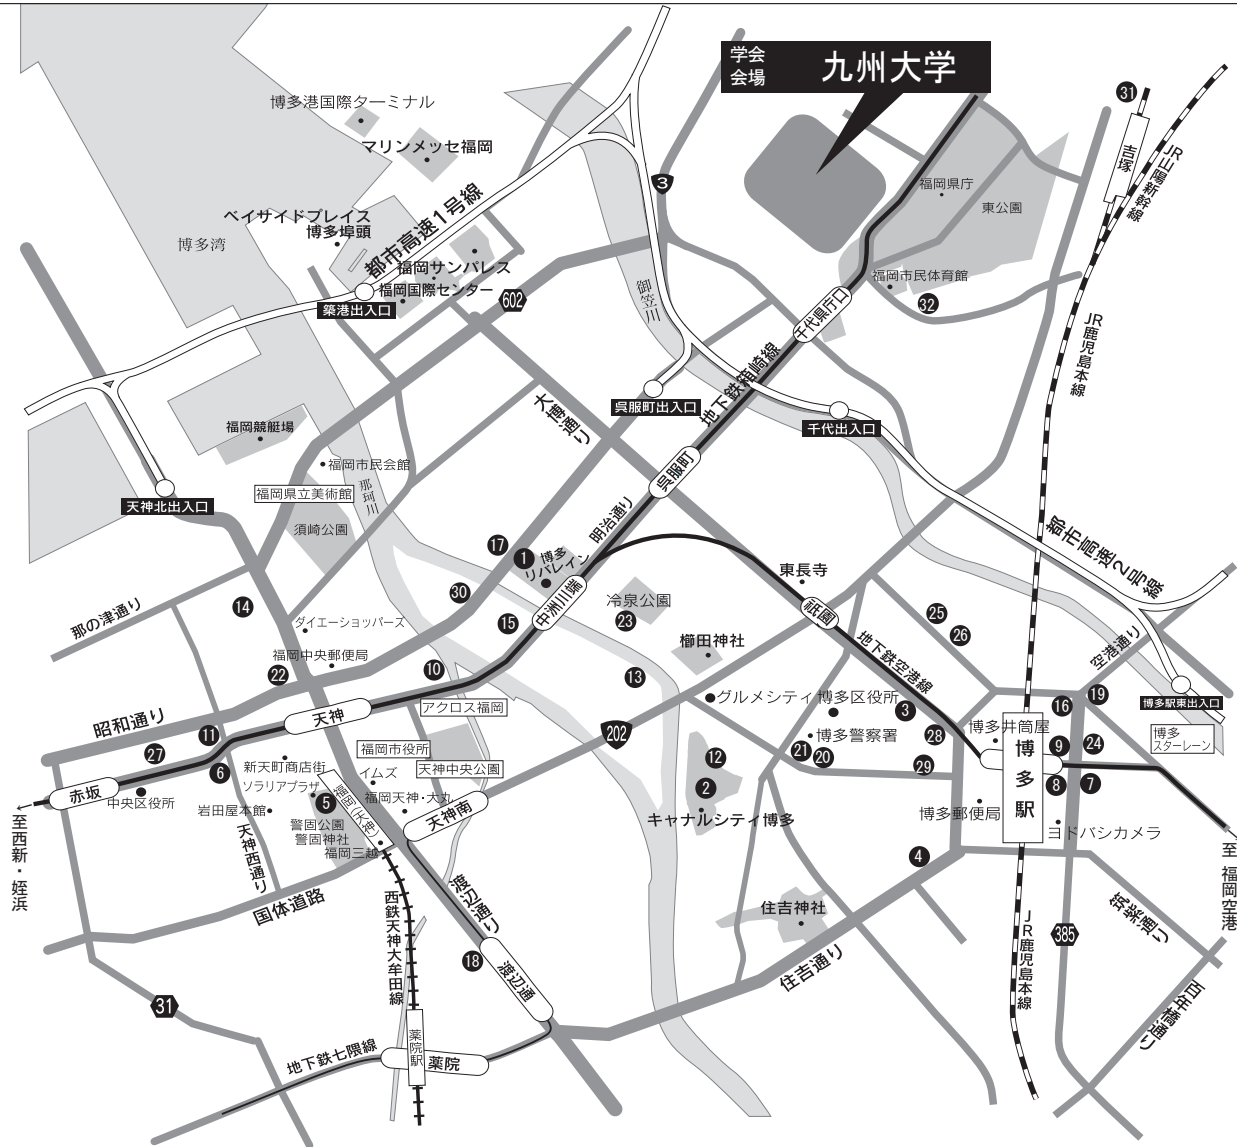 学会
会場
九州大学
博多港国際ターミナル
マリンメッセ福岡
ベイサイドプレイス
博多埠頭
博多湾
都市高速1号線
福岡サンパレス
福岡国際センター
築港出入口
602
3
御笠川
福岡県庁
東公園
福岡市民体育館
32
31
吉塚
JR山陽新幹線
JR鹿児島本線
千代県庁口
地下鉄箱崎線
呉服町出入口
千代出入口
大博通り
呉服町
明治通り
福岡競艇場
福岡市民会館
福岡県立美術館
那珂川
須崎公園
天神北出入口
17
1
博多
リバレイン
中洲川端
30
15
冷泉公園
23
東長寺
祇園
櫛田神社
地下鉄空港線
25
26
都市高速2号線
空港通り
博多駅東出入口
博多
スターレーン
那の津通り
14
ダイエーショッパーズ
福岡中央郵便局
22
10
13
アクロス福岡
昭和通り
天神
11
27
6
赤坂
中央区役所
至西新・姪浜
新天町商店街
ソラリアプラザ
5
岩田屋本館
警固公園
警固神社
福岡三越
福岡(天神)
福岡市役所
天神中央公園
イムズ
福岡天神・大丸
天神南
天神西通り
国体道路
202
グルメシティ
博多区役所
博多警察署
3
21
20
28
29
12
2
キャナルシティ博多
博多井筒屋
博多駅
16
19
9
24
8
7
博多郵便局
ヨドバシカメラ
4
至 福岡空港
住吉神社
住吉通り
渡辺通り
18
渡辺通
西鉄天神大牟田線
薬院駅
薬院
地下鉄七隈線
31
JR鹿児島本線
385
筑紫通り
百年橋通り